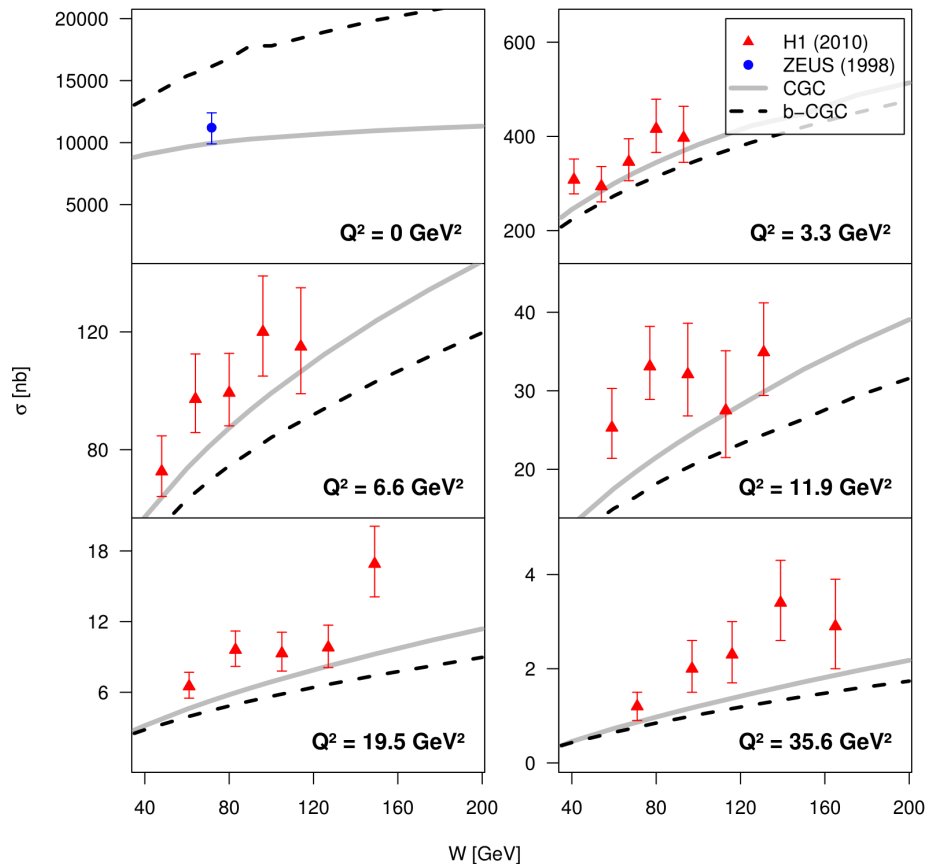 20000
15000
10000
5000
Q² = 0 GeV²
600
400
200
H1 (2010)
ZEUS (1998)
CGC
b−CGC
Q² = 3.3 GeV²
σ [nb]
120
80
Q² = 6.6 GeV²
40
30
20
Q² = 11.9 GeV²
18
12
6
Q² = 19.5 GeV²
4
2
0
Q² = 35.6 GeV²
40 80 120 160 200
40 80 120 160 200
W [GeV]